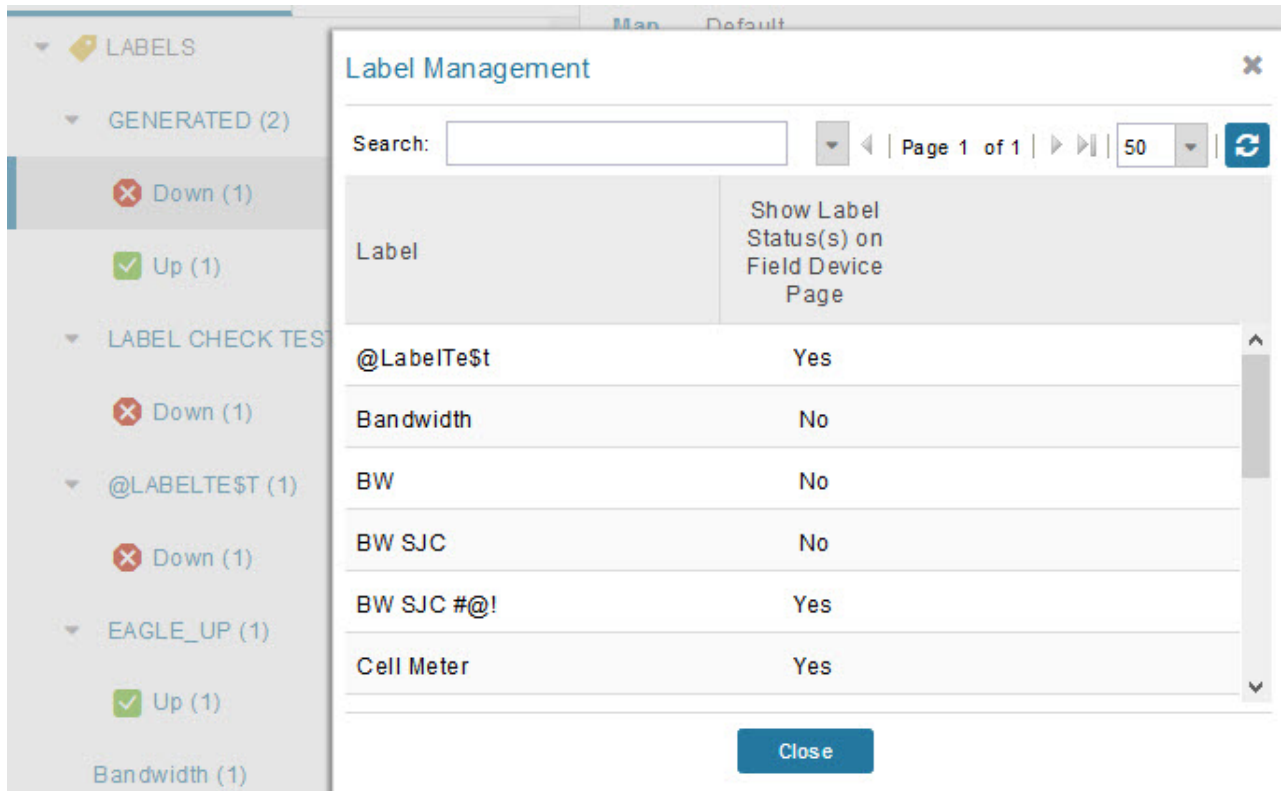 Map Default
LABELS
GENERATED (2)
Down (1)
Up (1)
LABEL CHECK TEST
Down (1)
@LABELTE$T (1)
Down (1)
EAGLE_UP (1)
Up (1)
Bandwidth (1)
Label Management
Search: Page 1 of 1 50
Label
Show Label
Status(s) on
Field Device
Page
@LabelTe$t Yes
Bandwidth No
BW No
BW SJC No
BW SJC #@! Yes
Cell Meter Yes
Close